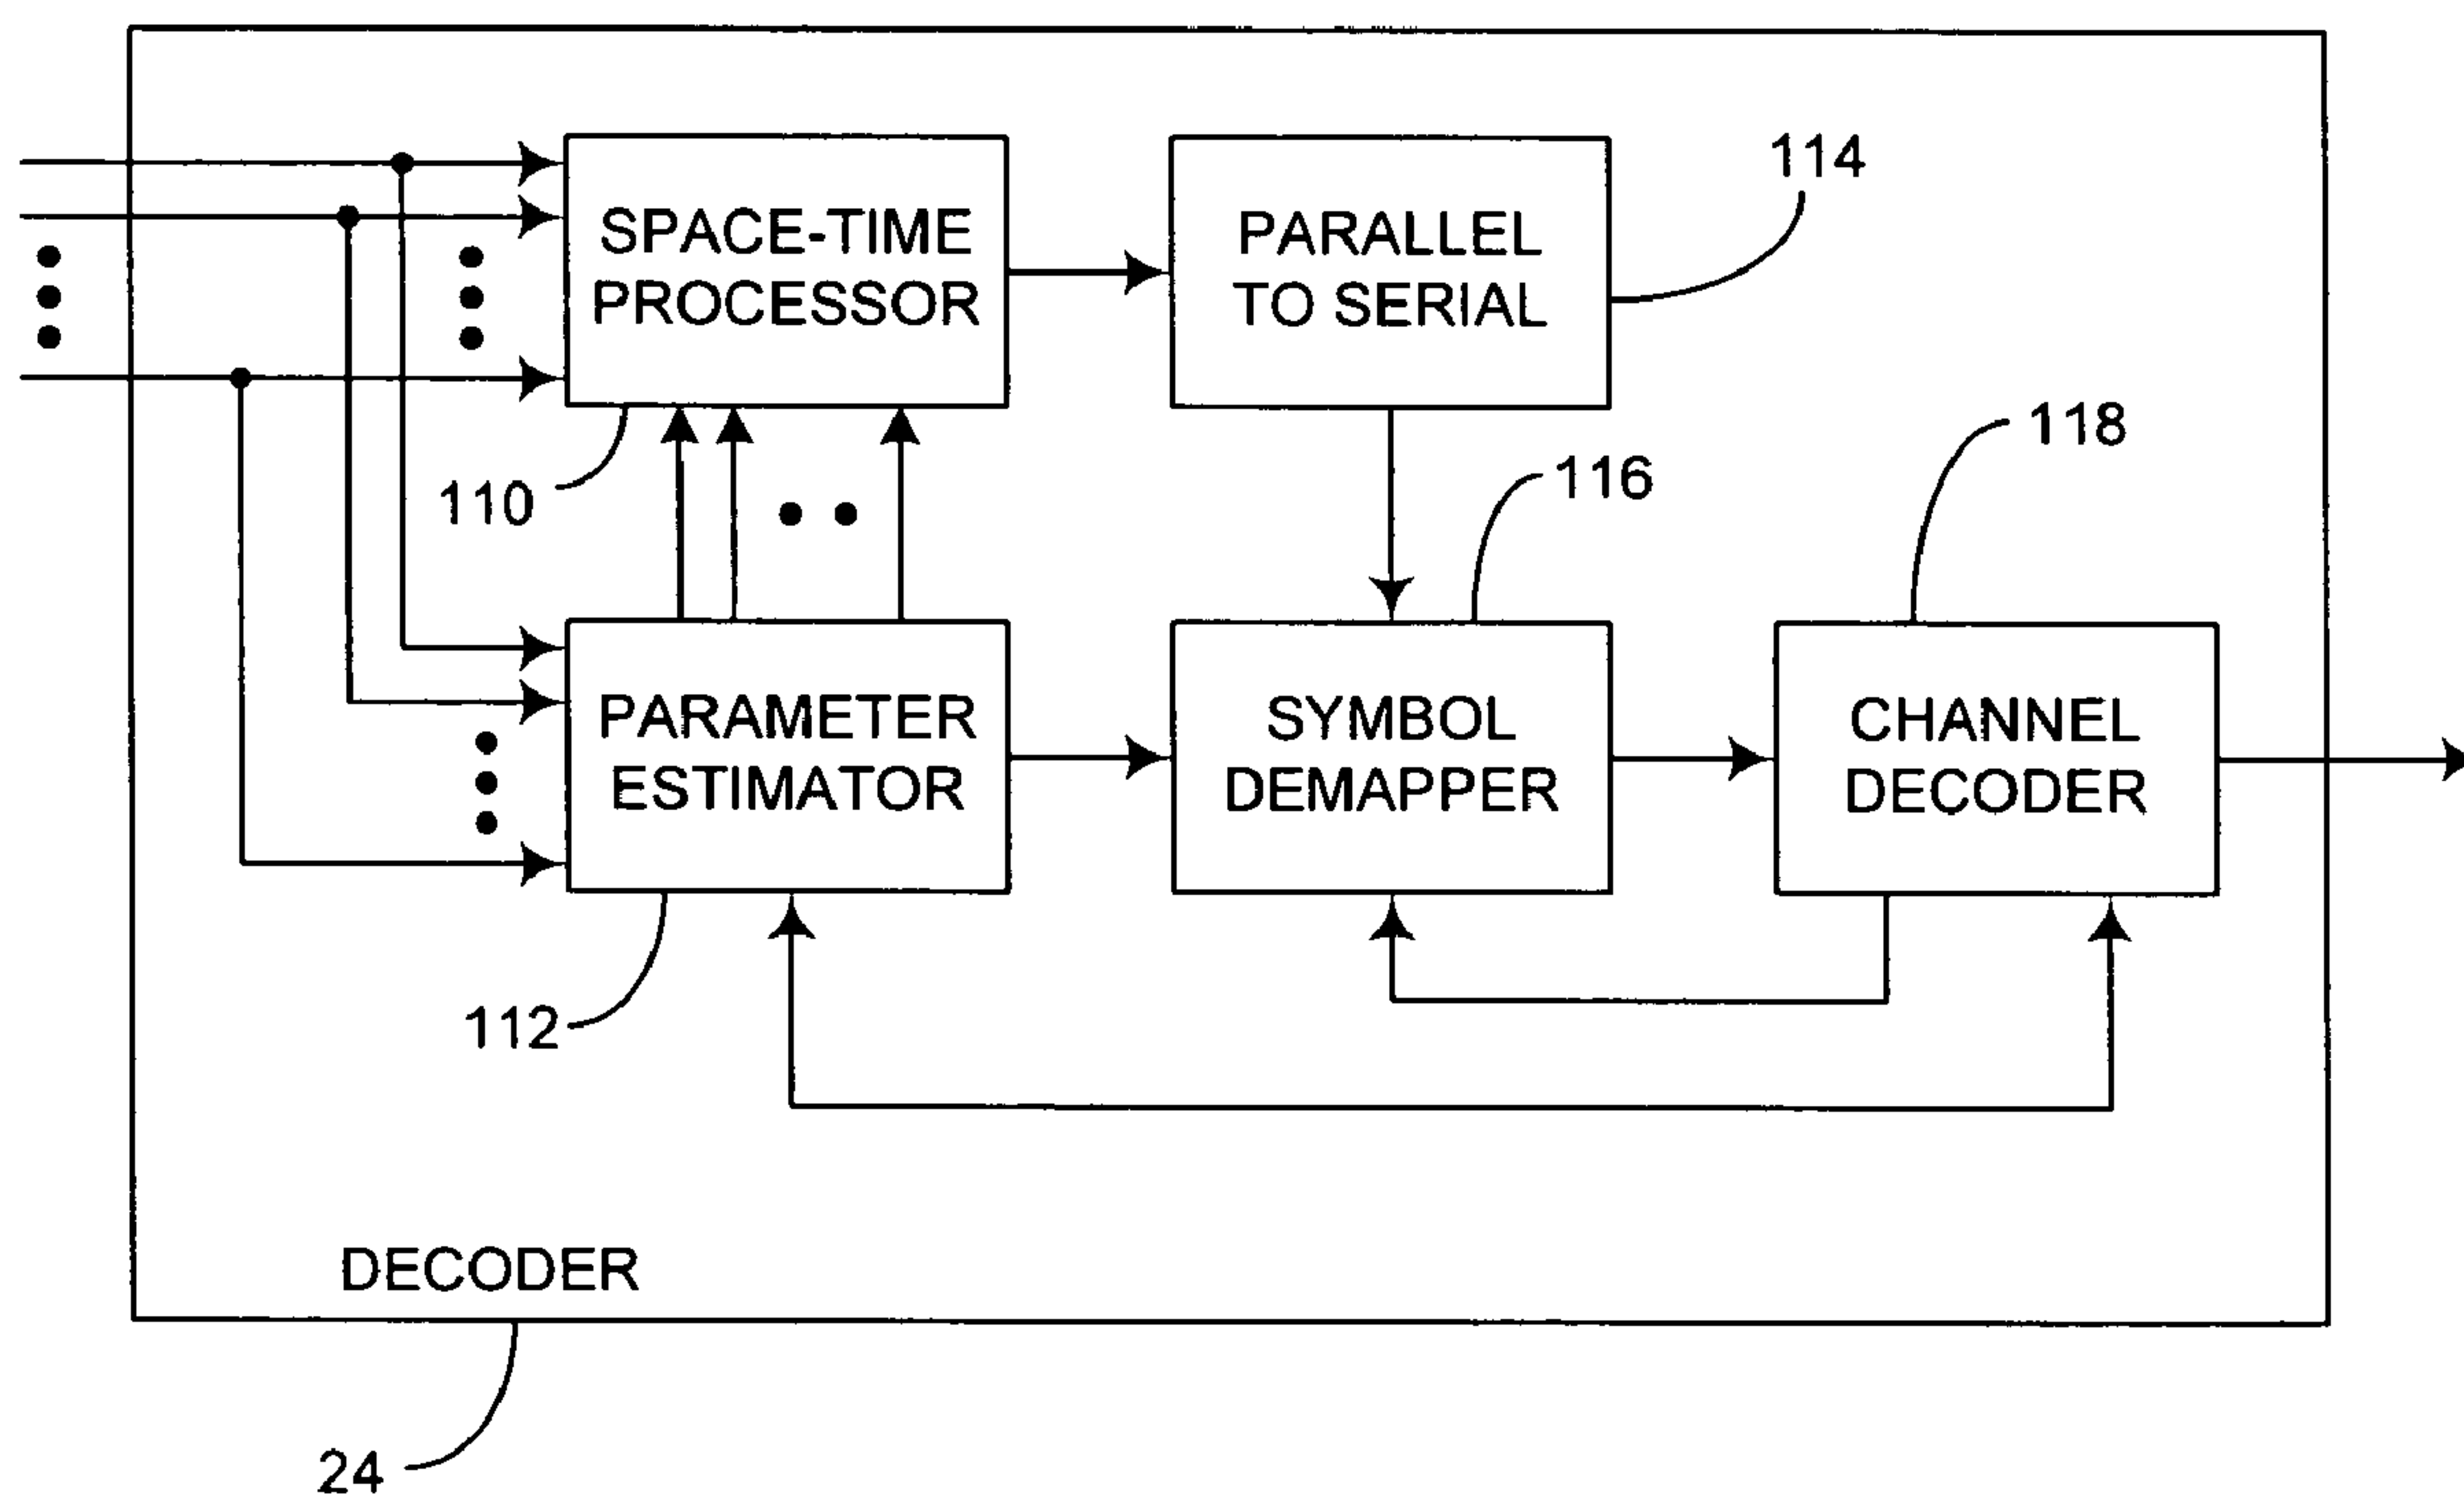 SPACE-TIME
PROCESSOR
PARALLEL
TO SERIAL
114
110
116
118
PARAMETER
ESTIMATOR
SYMBOL
DEMAPPER
CHANNEL
DECODER
112
DECODER
24